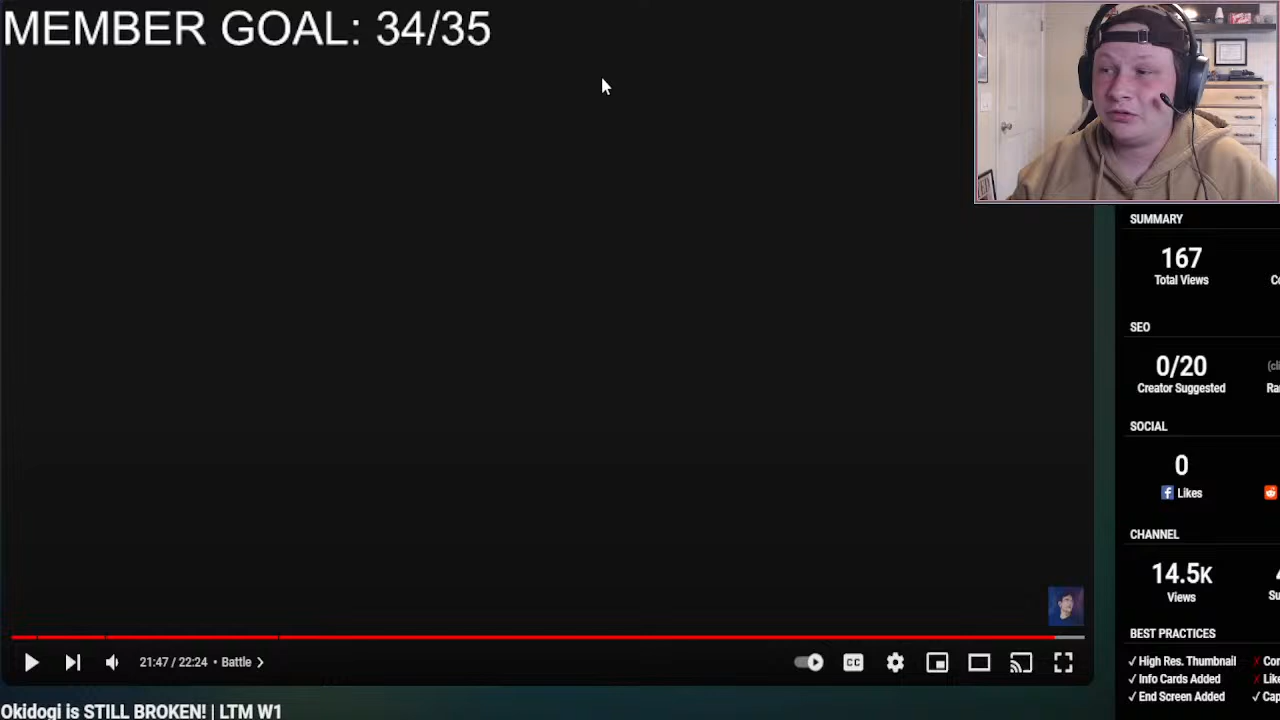 MEMBER GOAL: 34/35
SUMMARY
167
Total Views
SEO
0/20
Creator Suggested
SOCIAL
0
Likes
CHANNEL
14.5K
Views
BEST PRACTICES
✓ High Res. Thumbnail
✓ Info Cards Added
✓ End Screen Added
21:47 / 22:24 • Battle >
CC
Okidogi is STILL BROKEN! | LTM W1